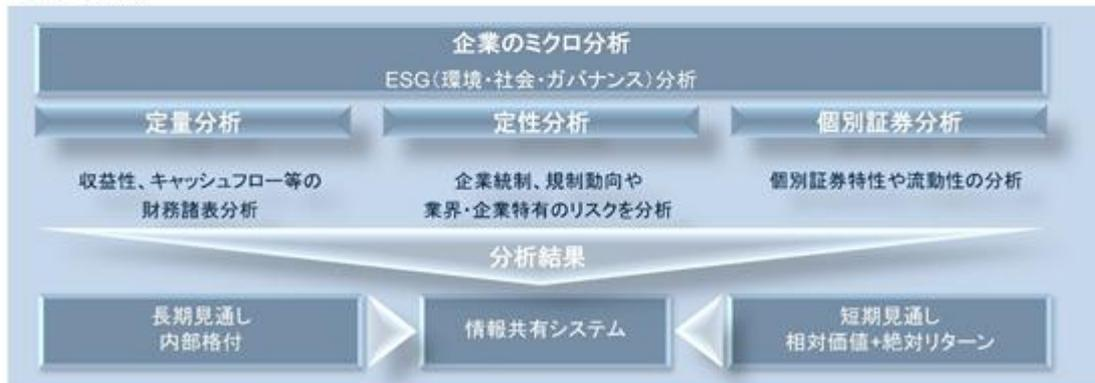 企業のミクロ分析
ESG(環境・社会・ガバナンス)分析
定量分析
定性分析
個別証券分析
収益性、キャッシュフロー等の
財務諸表分析
企業統制、規制動向や
業界・企業特有のリスクを分析
個別証券特性や流動性の分析
分析結果
長期見通し
内部格付
情報共有システム
短期見通し
相対価値+絶対リターン